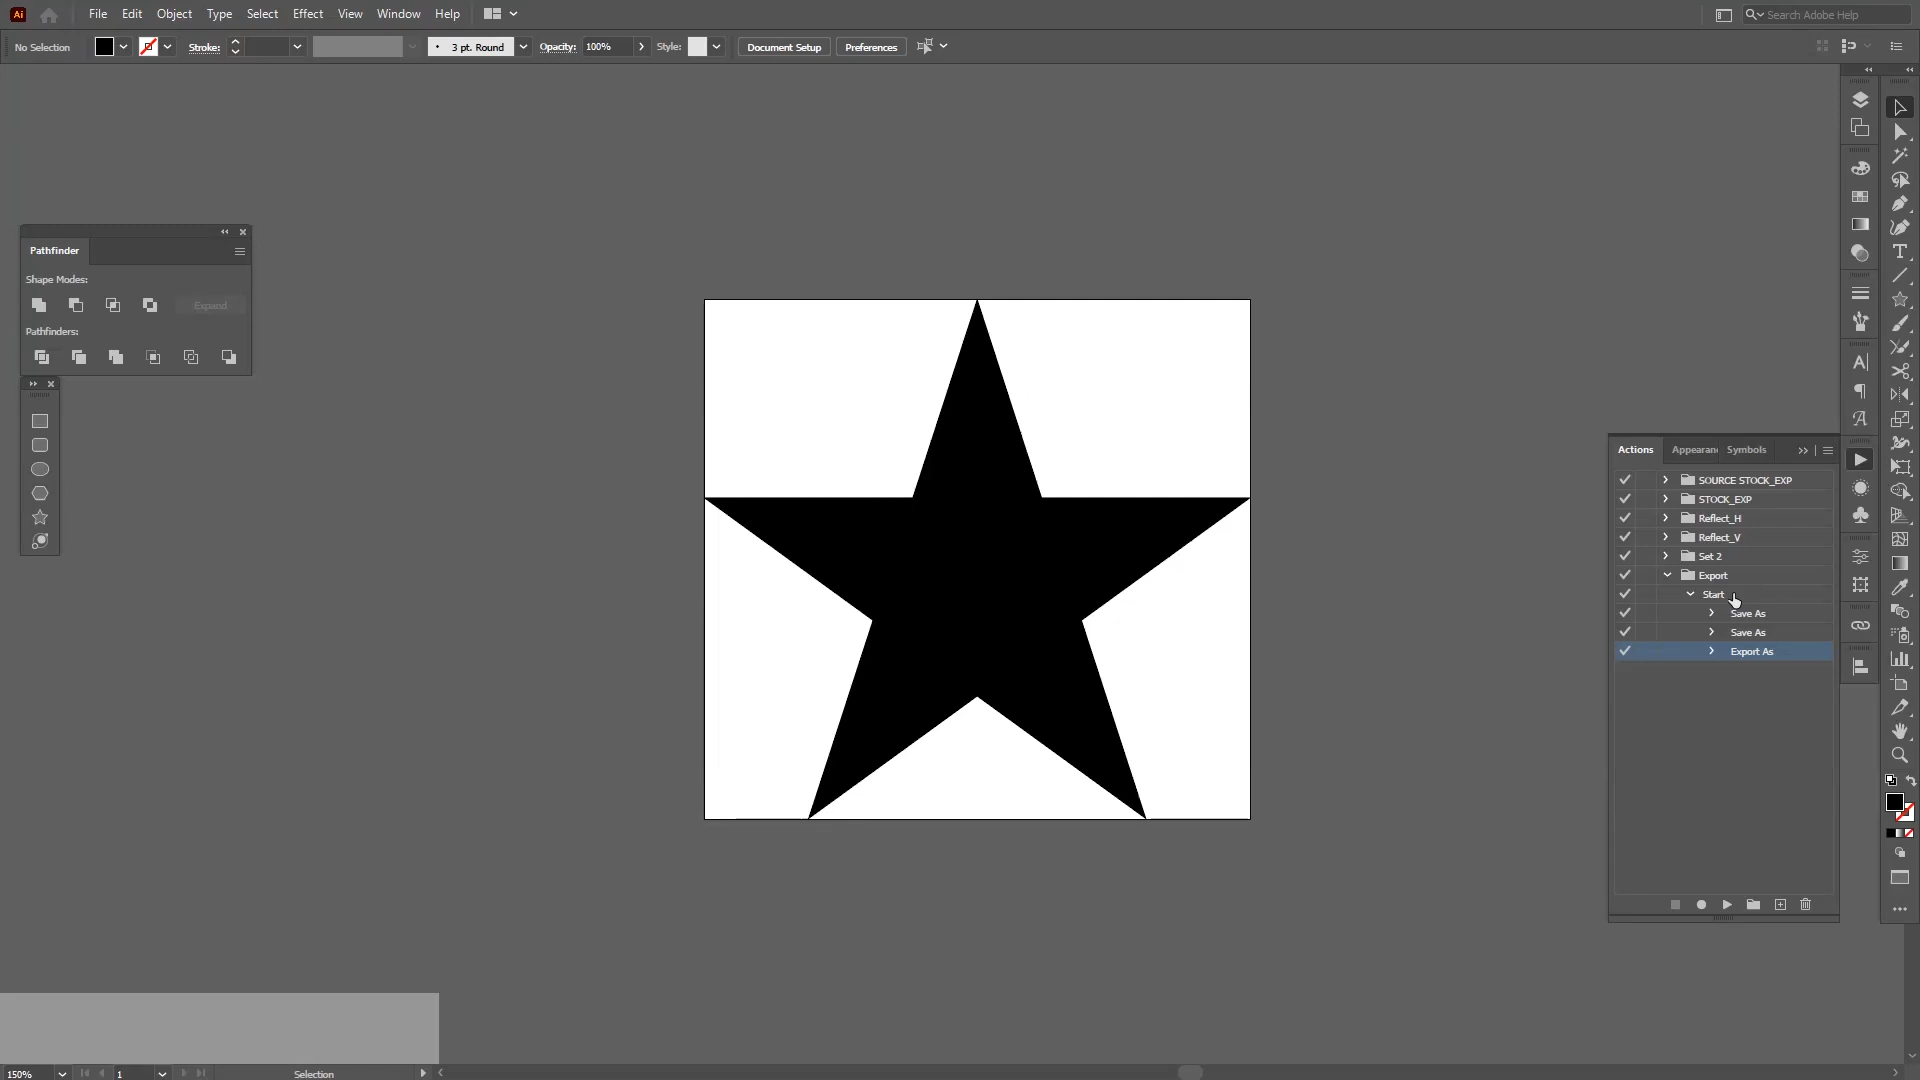 Ai File Edit Object Type Select Effect View Window Help Search Adobe Help
No Selection Stroke: 3 pt. Round Opacity: 100% Style: Document Setup Preferences
Pathfinder
Shape Modes:
Expand
Pathfinders:
Actions Appearanc Symbols
SOURCE STOCK_EXP
STOCK_EXP
Reflect_H
Reflect_V
Set 2
Export
Start
Save As
Save As
Export As
150% 1 Selection